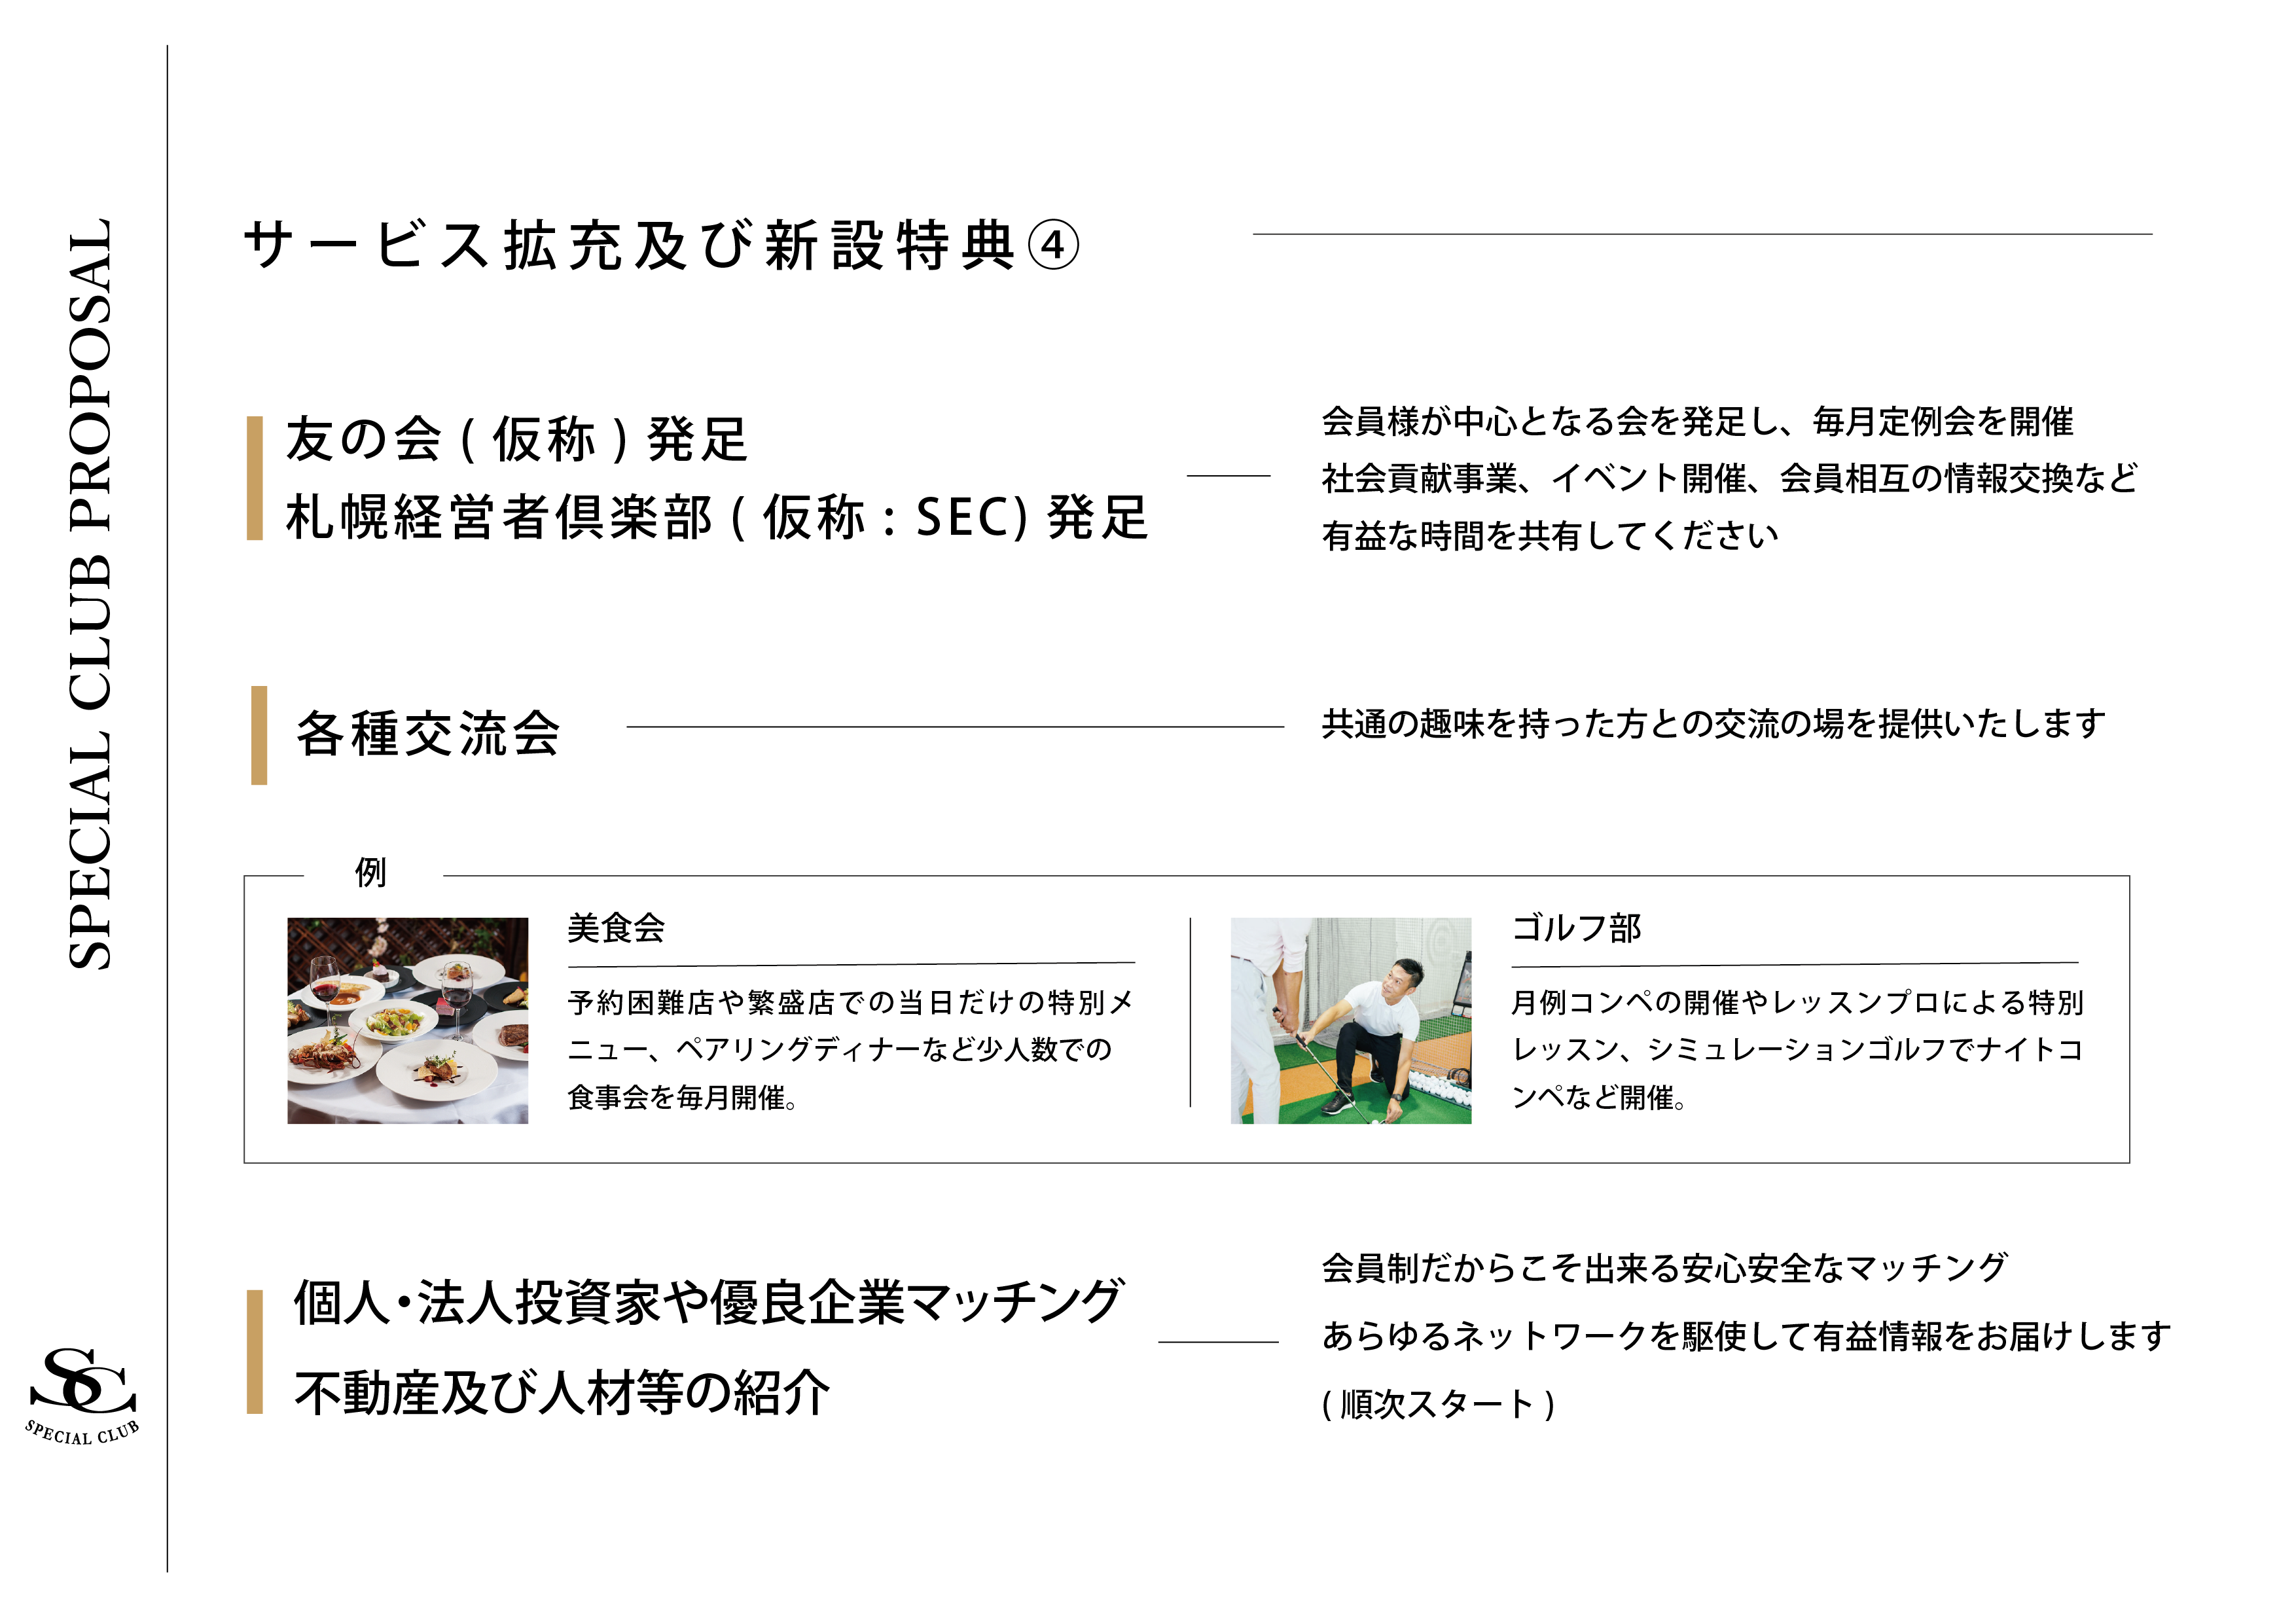 SPECIAL CLUB PROPOSAL
サービス拡充及び新設特典④
友の会 ( 仮称 ) 発足
札幌経営者倶楽部 ( 仮称 : SEC) 発足
会員様が中心となる会を発足し、毎月定例会を開催
社会貢献事業、イベント開催、会員相互の情報交換など
有益な時間を共有してください
各種交流会
共通の趣味を持った方との交流の場を提供いたします
例
美食会
予約困難店や繁盛店での当日だけの特別メ
ニュー、ペアリングディナーなど少人数での
食事会を毎月開催。
ゴルフ部
月例コンペの開催やレッスンプロによる特別
レッスン、シミュレーションゴルフでナイトコ
ンペなど開催。
個人・法人投資家や優良企業マッチング
不動産及び人材等の紹介
会員制だからこそ出来る安心安全なマッチング
あらゆるネットワークを駆使して有益情報をお届けします
( 順次スタート )
SC
SPECIAL CLUB